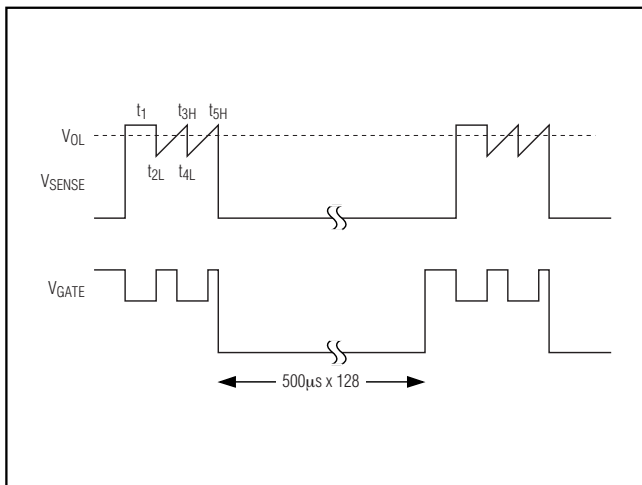 t1
t3H
t5H
VOL
t2L
t4L
VSENSE
VGATE
500µs x 128